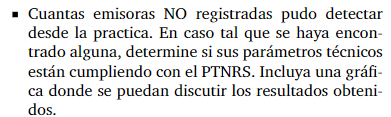 ▪ Cuantas emisoras NO registradas pudo detectar
desde la practica. En caso tal que se haya encon-
trado alguna, determine si sus parámetros técnicos
están cumpliendo con el PTNRS. Incluya una gráfi-
ca donde se puedan discutir los resultados obteni-
dos.